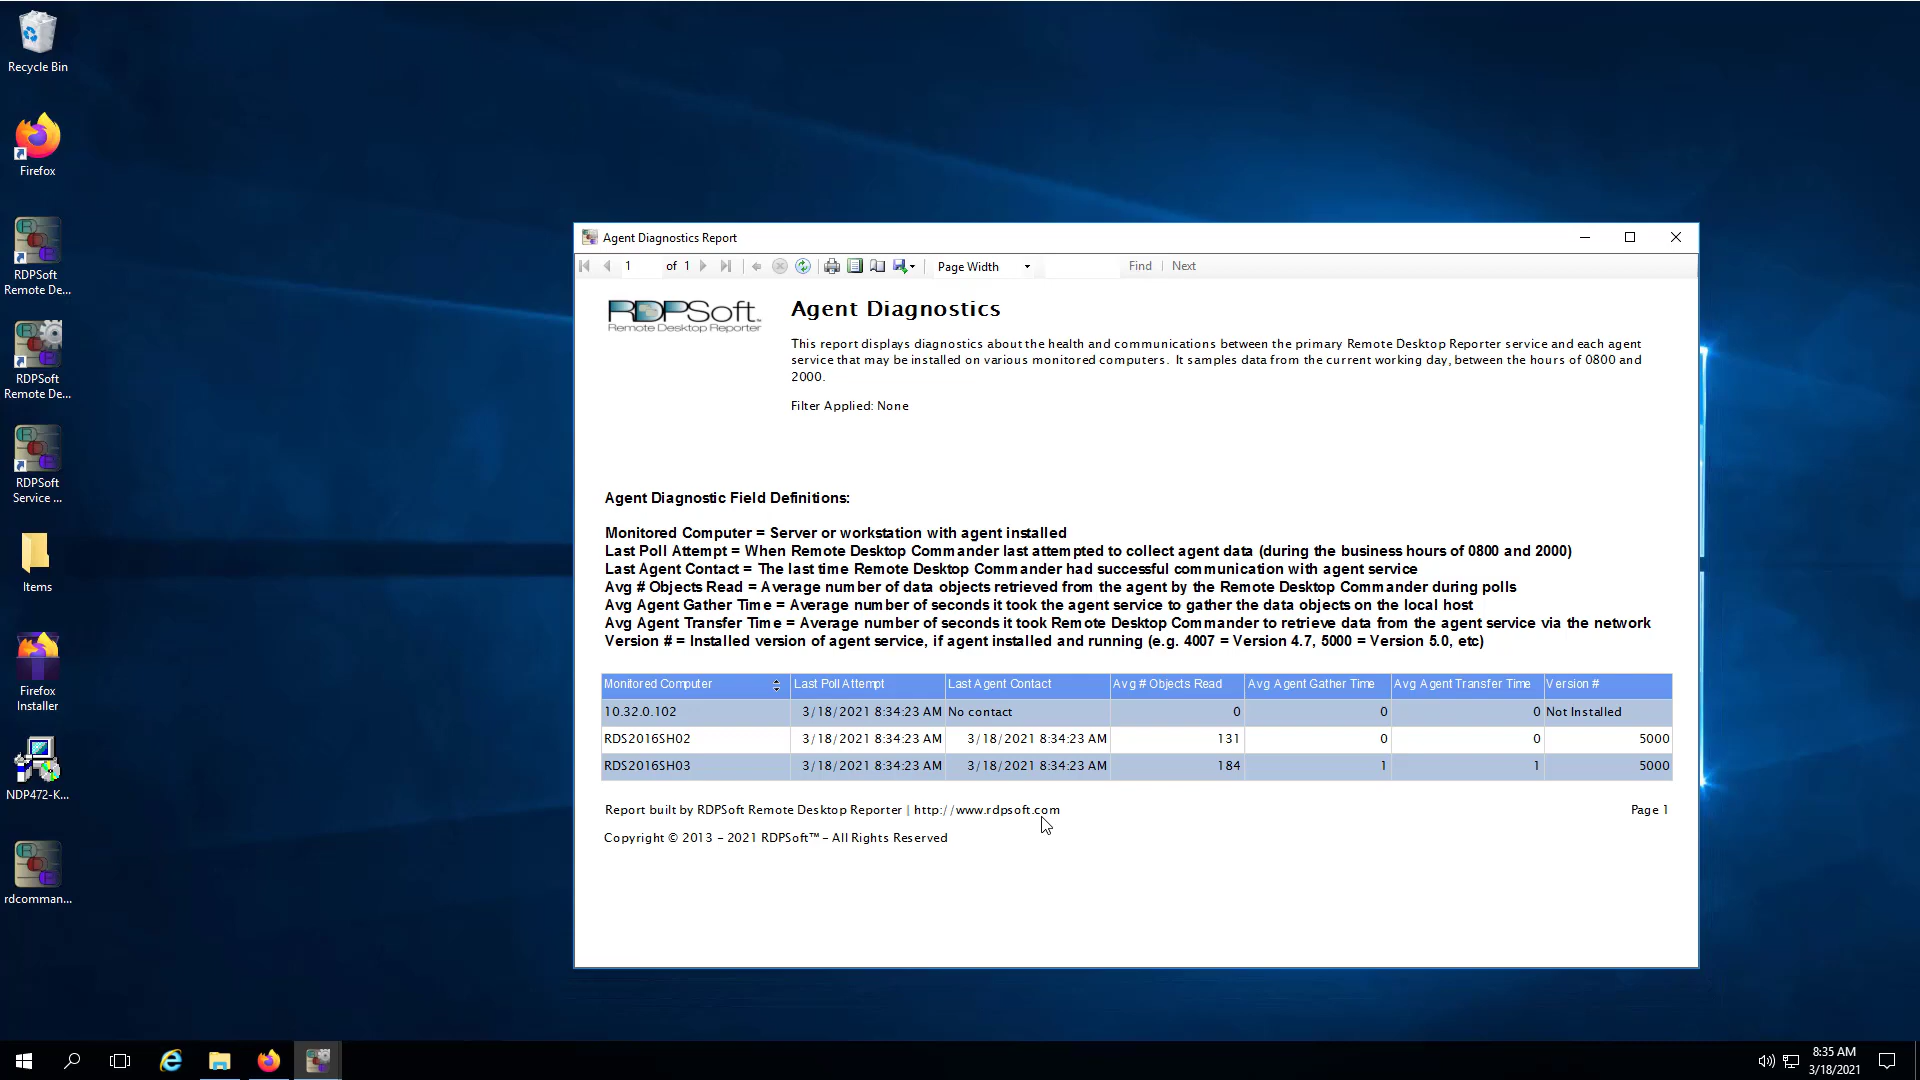 Recycle Bin
Firefox
RDPSoft
Remote De...
RDPSoft
Remote De...
RDPSoft
Service ...
Items
Firefox
Installer
NDP472-K...
rdcomman...
Agent Diagnostics Report
1 of 1 Page Width Find Next
RDPSoft™
Remote Desktop Reporter
Agent Diagnostics
This report displays diagnostics about the health and communications between the primary Remote Desktop Reporter service and each agent
service that may be installed on various monitored computers. It samples data from the current working day, between the hours of 0800 and
2000.
Filter Applied: None
Agent Diagnostic Field Definitions:
Monitored Computer = Server or workstation with agent installed
Last Poll Attempt = When Remote Desktop Commander last attempted to collect agent data (during the business hours of 0800 and 2000)
Last Agent Contact = The last time Remote Desktop Commander had successful communication with agent service
Avg # Objects Read = Average number of data objects retrieved from the agent by the Remote Desktop Commander during polls
Avg Agent Gather Time = Average number of seconds it took the agent service to gather the data objects on the local host
Avg Agent Transfer Time = Average number of seconds it took Remote Desktop Commander to retrieve data from the agent service via the network
Version # = Installed version of agent service, if agent installed and running (e.g. 4007 = Version 4.7, 5000 = Version 5.0, etc)
Monitored Computer Last Poll Attempt Last Agent Contact Avg # Objects Read Avg Agent Gather Time Avg Agent Transfer Time Version #
10.32.0.102 3/18/2021 8:34:23 AM No contact 0 0 0 Not Installed
RDS2016SH02 3/18/2021 8:34:23 AM 3/18/2021 8:34:23 AM 131 0 0 5000
RDS2016SH03 3/18/2021 8:34:23 AM 3/18/2021 8:34:23 AM 184 1 1 5000
Report built by RDPSoft Remote Desktop Reporter | http://www.rdpsoft.com Page 1
Copyright © 2013 - 2021 RDPSoft™ - All Rights Reserved
8:35 AM
3/18/2021